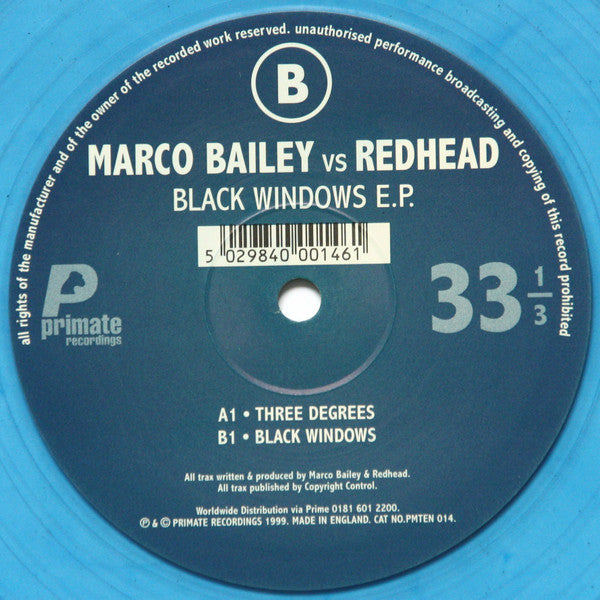 all rights of the manufacturer and of the owner of the recorded work reserved. unauthorised performance broadcasting and copying of this record prohibited
B
MARCO BAILEY VS REDHEAD
BLACK WINDOWS E.P.
5 029840 001461
P
primate
recordings
33 1/3
A1 • THREE DEGREES
B1 • BLACK WINDOWS
All trax written & produced by Marco Bailey & Redhead.
All trax published by Copyright Control.
Worldwide Distribution via Prime 0181 601 2200.
℗ & © PRIMATE RECORDINGS 1999. MADE IN ENGLAND. CAT NO.PMTEN 014.